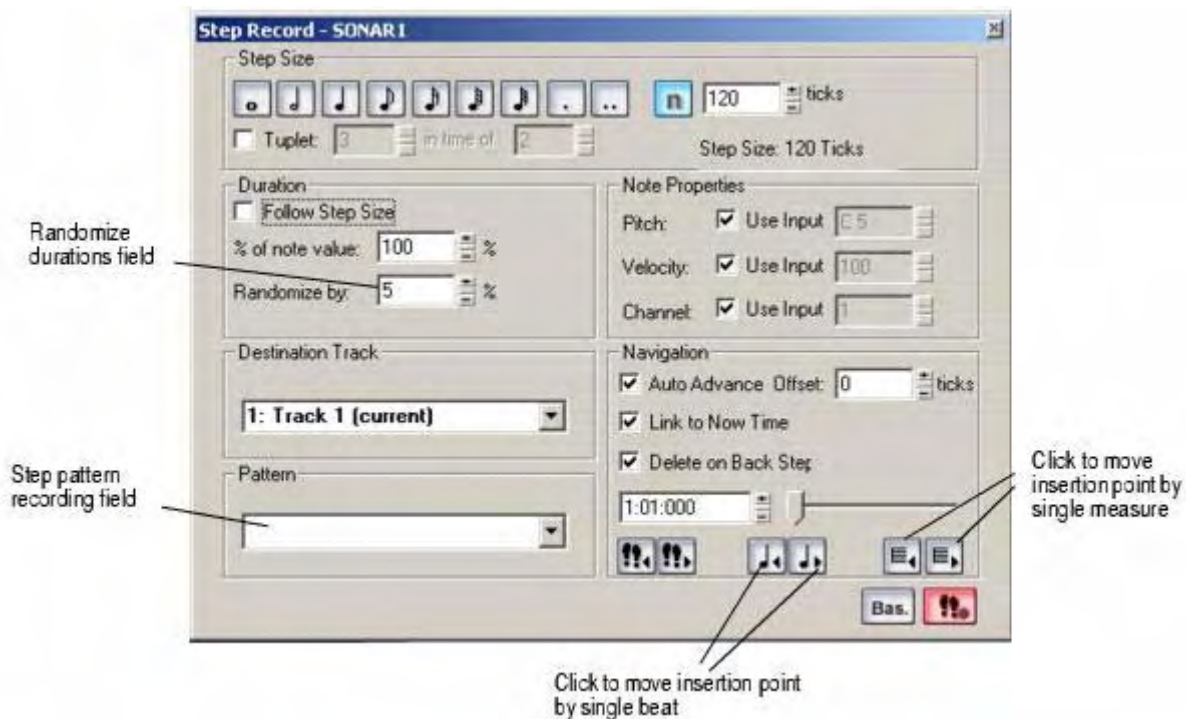 Step Record - SONAR1
Step Size
n 120 ticks
Tuplet: 3 in time of 2
Step Size: 120 Ticks
Duration
Follow Step Size
% of note value: 100 %
Randomize by: 5 %
Note Properties
Pitch: Use Input C 5
Velocity: Use Input 100
Channel: Use Input 1
Destination Track
1: Track 1 (current)
Pattern
Navigation
Auto Advance Offset: 0 ticks
Link to Now Time
Delete on Back Step
1:01:000
Bas.
Randomize
durations field
Step pattern
recording field
Click to move
insertion point by
single measure
Click to move insertion point
by single beat